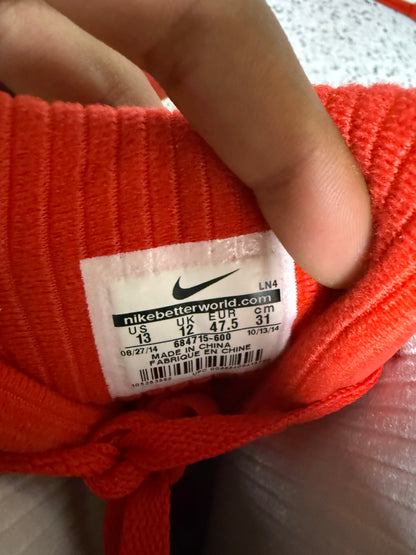 LN4
nikebetterworld.com
US UK EUR cm
13 12 47.5 31
08/27/14 684715-600 10/13/14
MADE IN CHINA
FABRIQUE EN CHINE